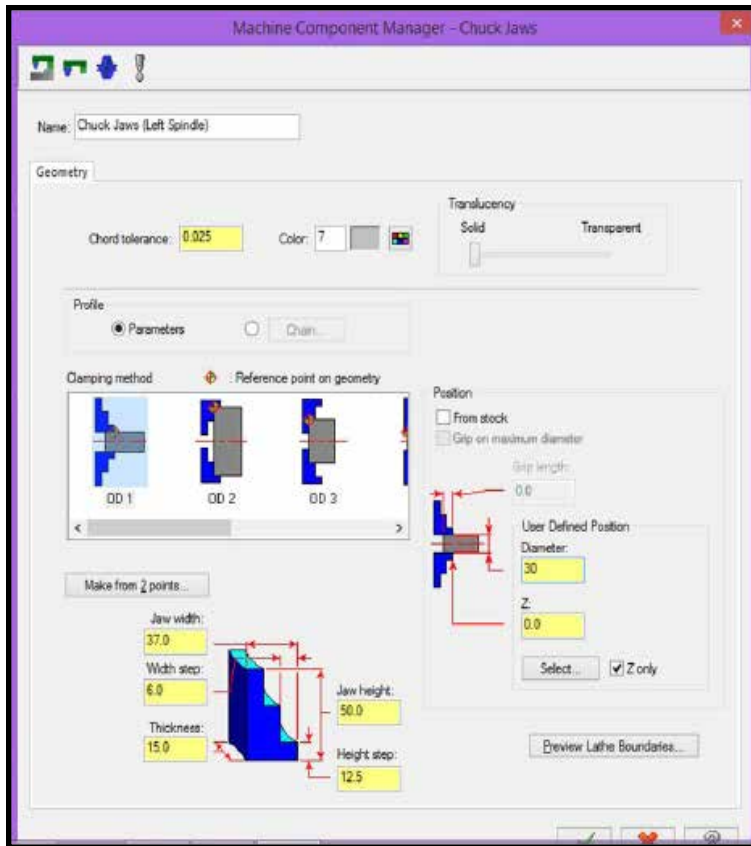 Machine Component Manager - Chuck Jaws
Name: Chuck Jaws (Left Spindle)
Geometry
Chord tolerance: 0.025
Color: 7
Translucency
Solid Transparent
Profile
Parameters
Chain...
Clamping method
: Reference point on geometry
OD 1
OD 2
OD 3
Position
From stock
Grip on maximum diameter
Grip length:
0.0
User Defined Position
Diameter:
30
Z:
0.0
Select...
Z only
Make from 2 points...
Jaw width:
37.0
Width step:
6.0
Thickness:
15.0
Jaw height:
50.0
Height step:
12.5
Preview Lathe Boundaries...